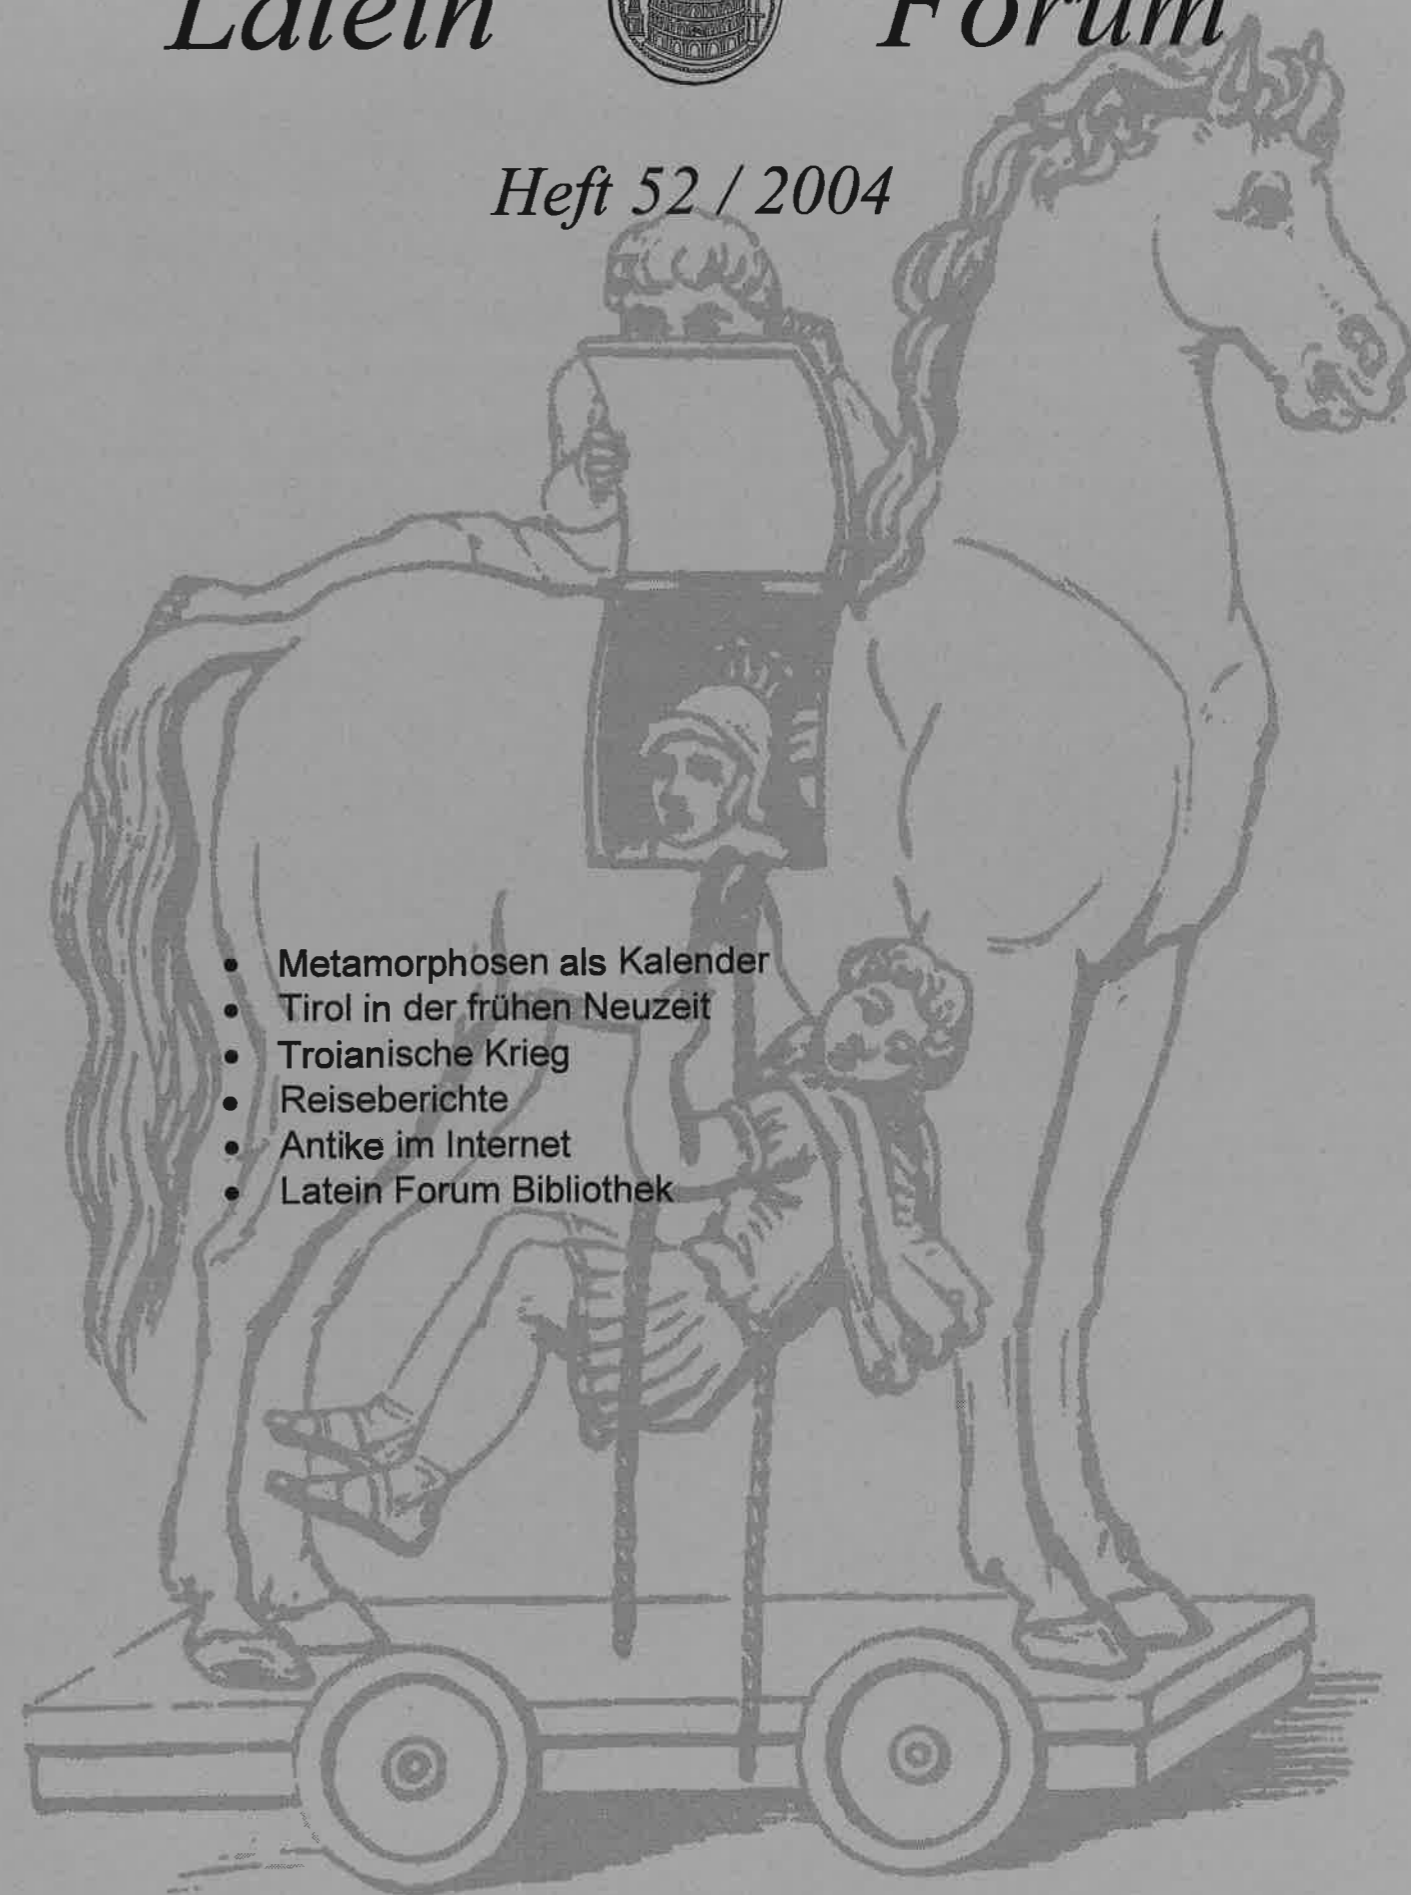 Latein Forum
Heft 52 / 2004
• Metamorphosen als Kalender
• Tirol in der frühen Neuzeit
• Troianische Krieg
• Reiseberichte
• Antike im Internet
• Latein Forum Bibliothek